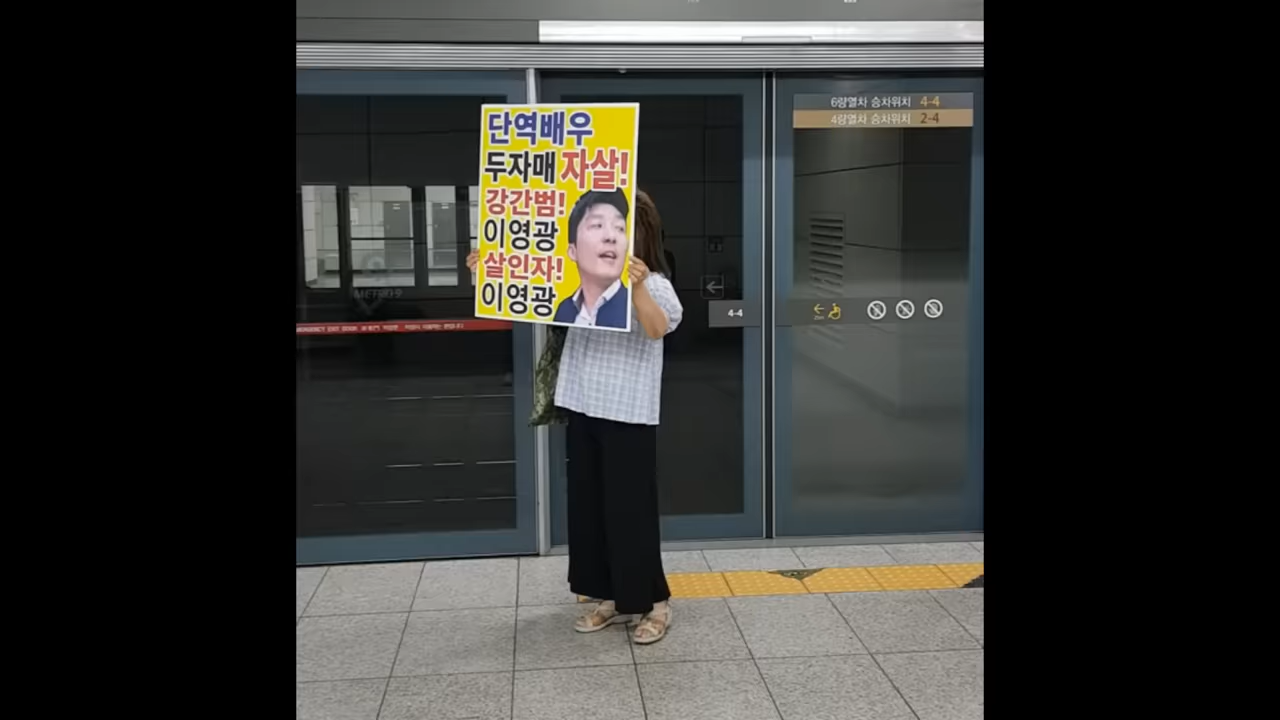 6량열차 승차위치 4-4
4량열차 승차위치 2-4
단역배우
두자매 자살!
강간범!
이영광
살인자!
이영광
METRO9
4-4